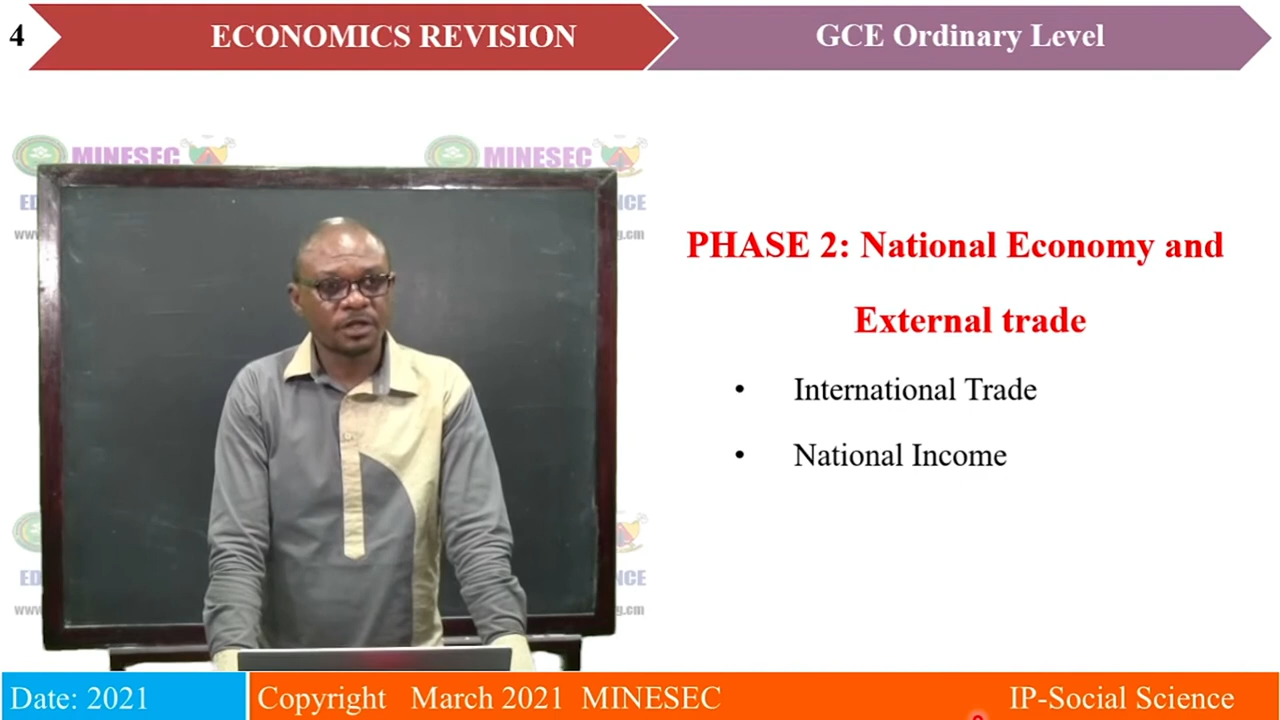 4
ECONOMICS REVISION
GCE Ordinary Level
MINESEC
MINESEC
PHASE 2: National Economy and
External trade
• International Trade
• National Income
Date: 2021
Copyright March 2021 MINESEC
IP-Social Science